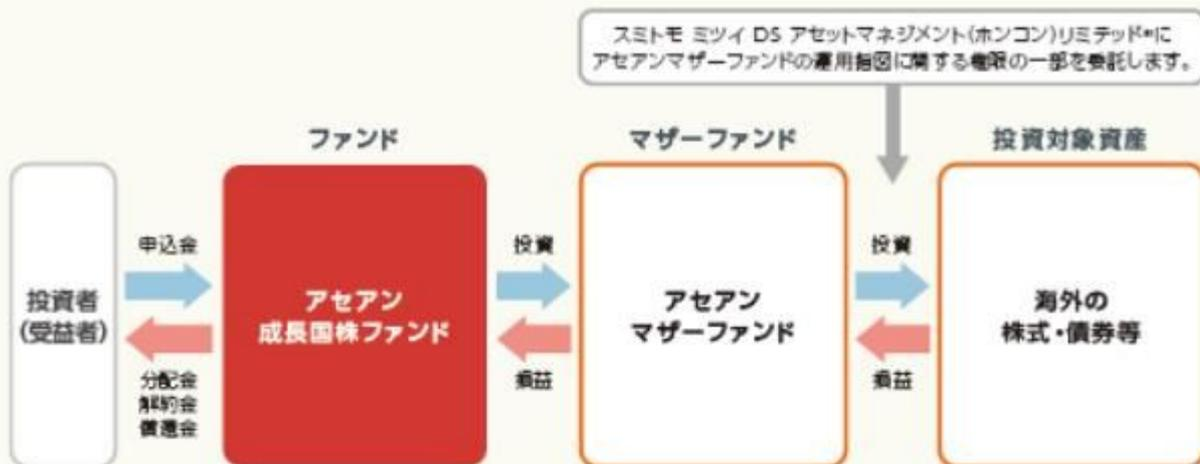 スミトモ ミツイ DS アセットマネジメント(ホンコン)リミテッド※に
アセアンマザーファンドの運用指図に関する権限の一部を委託します。
ファンド
マザーファンド
投資対象資産
投資者
(受益者)
申込金
分配金
解約金
償還金
アセアン
成長国株ファンド
投資
損益
アセアン
マザーファンド
投資
損益
海外の
株式・債券等